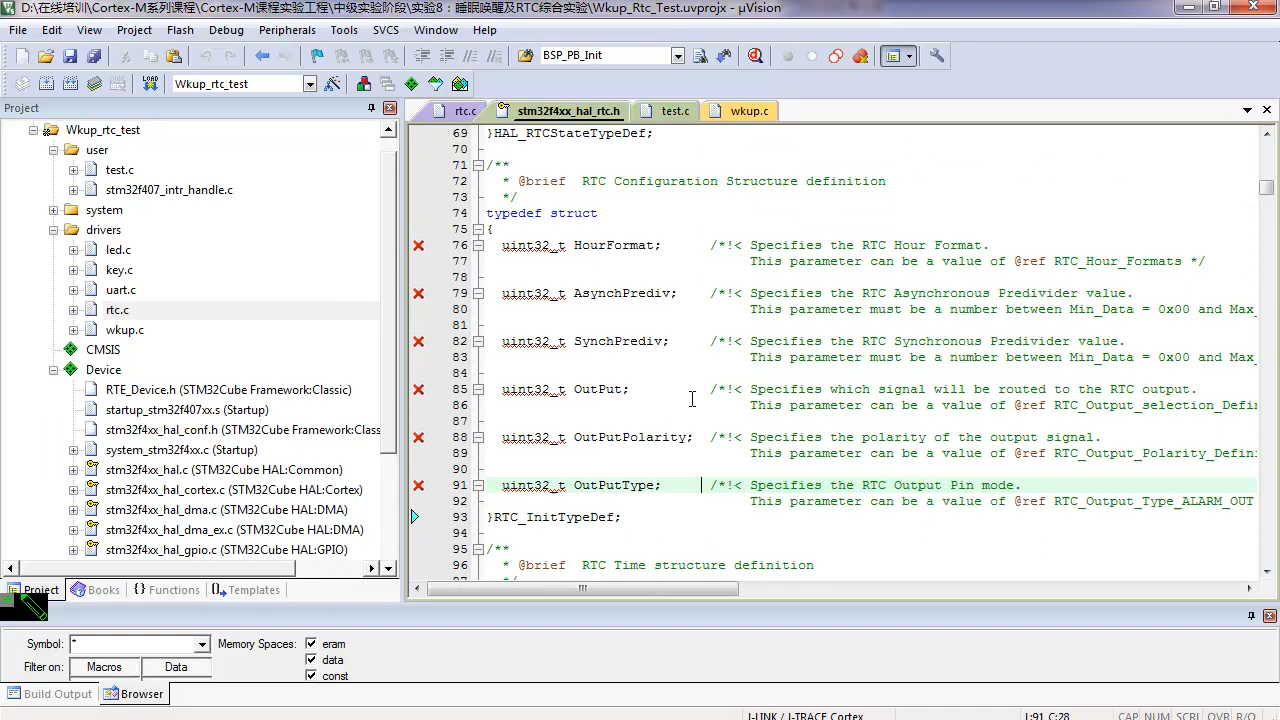 D:\在线培训\Cortex-M系列课程\Cortex-M课程实验工程\中级实验阶段\实验8：睡眠唤醒及RTC综合实验\Wkup_Rtc_Test.uvprojx - µVision
File Edit View Project Flash Debug Peripherals Tools SVCS Window Help
BSP_PB_Init
LOAD Wkup_rtc_test
Project
rtc.c stm32f4xx_hal_rtc.h test.c wkup.c
Wkup_rtc_test
user
test.c
stm32f407_intr_handle.c
system
drivers
led.c
key.c
uart.c
rtc.c
wkup.c
CMSIS
Device
RTE_Device.h (STM32Cube Framework:Classic)
startup_stm32f407xx.s (Startup)
stm32f4xx_hal_conf.h (STM32Cube Framework:Classic
system_stm32f4xx.c (Startup)
stm32f4xx_hal.c (STM32Cube HAL:Common)
stm32f4xx_hal_cortex.c (STM32Cube HAL:Cortex)
stm32f4xx_hal_dma.c (STM32Cube HAL:DMA)
stm32f4xx_hal_dma_ex.c (STM32Cube HAL:DMA)
stm32f4xx_hal_gpio.c (STM32Cube HAL:GPIO)
Project Books Functions Templates
69 }HAL_RTCStateTypeDef;
70
71 /**
72 * @brief RTC Configuration Structure definition
73 */
74 typedef struct
75 {
76 uint32_t HourFormat; /*!< Specifies the RTC Hour Format.
77 This parameter can be a value of @ref RTC_Hour_Formats */
78
79 uint32_t AsynchPrediv; /*!< Specifies the RTC Asynchronous Predivider value.
80 This parameter must be a number between Min_Data = 0x00 and Max_
81
82 uint32_t SynchPrediv; /*!< Specifies the RTC Synchronous Predivider value.
83 This parameter must be a number between Min_Data = 0x00 and Max_
84
85 uint32_t OutPut; /*!< Specifies which signal will be routed to the RTC output.
86 This parameter can be a value of @ref RTC_Output_selection_Defi
87
88 uint32_t OutPutPolarity; /*!< Specifies the polarity of the output signal.
89 This parameter can be a value of @ref RTC_Output_Polarity_Defin
90
91 uint32_t OutPutType; /*!< Specifies the RTC Output Pin mode.
92 This parameter can be a value of @ref RTC_Output_Type_ALARM_OUT
93 }RTC_InitTypeDef;
94
95 /**
96 * @brief RTC Time structure definition
97 */
Symbol: * Memory Spaces: eram
data
Filter on: Macros Data
const
Build Output Browser
J-LINK / J-TRACE Cortex L:91 C:28 CAP NUM SCRL OVR R/O